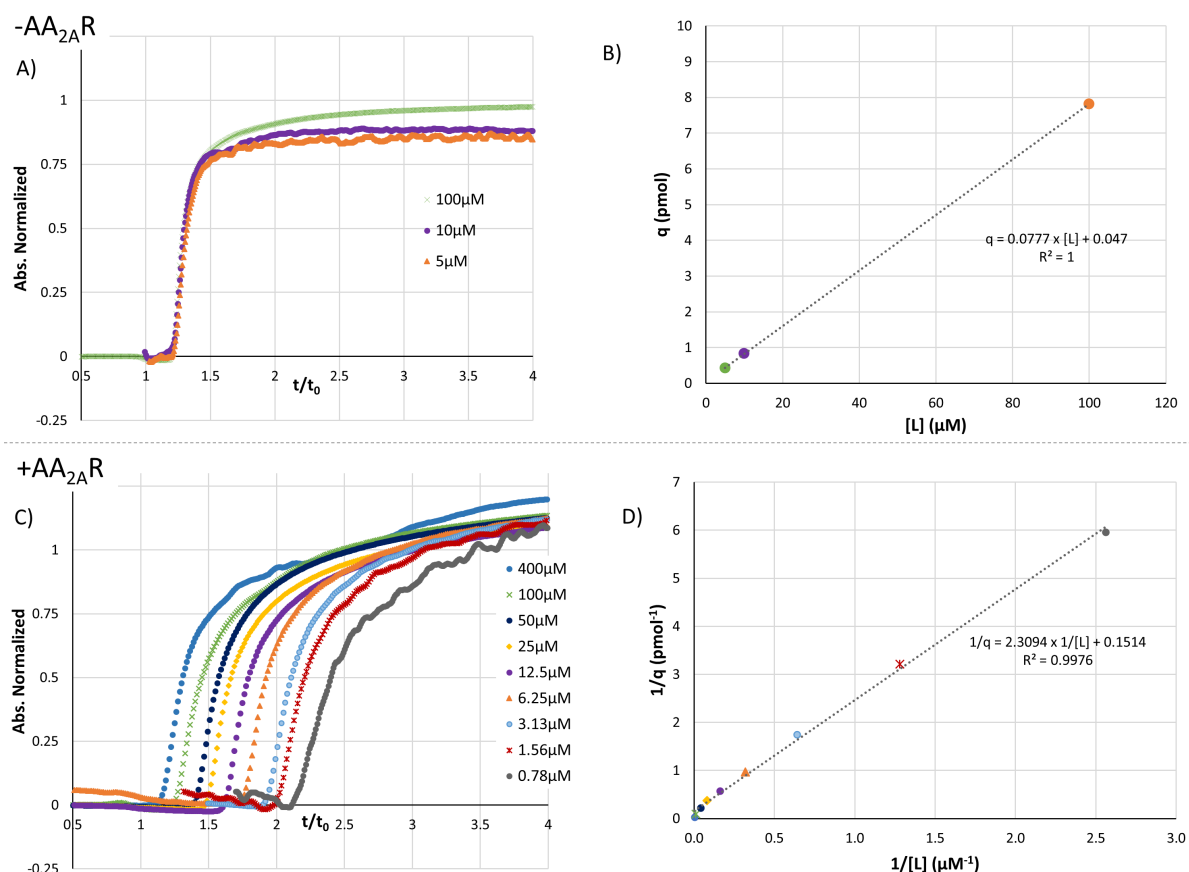 -AA2AR
A)
Abs. Normalized
1
0.75
0.5
0.25
0
-0.25
0.5
1
1.5
2
2.5
3
3.5
4
t/t0
100µM
10µM
5µM
B)
q (pmol)
10
9
8
7
6
5
4
3
2
1
0
0
20
40
60
80
100
120
[L] (µM)
q = 0.0777 x [L] + 0.047
R² = 1
+AA2AR
C)
Abs. Normalized
1
0.75
0.5
0.25
0
-0.25
0.5
1
1.5
2
2.5
3
3.5
4
t/t0
400µM
100µM
50µM
25µM
12.5µM
6.25µM
3.13µM
1.56µM
0.78µM
D)
1/q (pmol-1)
7
6
5
4
3
2
1
0
0.0
0.5
1.0
1.5
2.0
2.5
3.0
1/[L] (µM-1)
1/q = 2.3094 x 1/[L] + 0.1514
R² = 0.9976